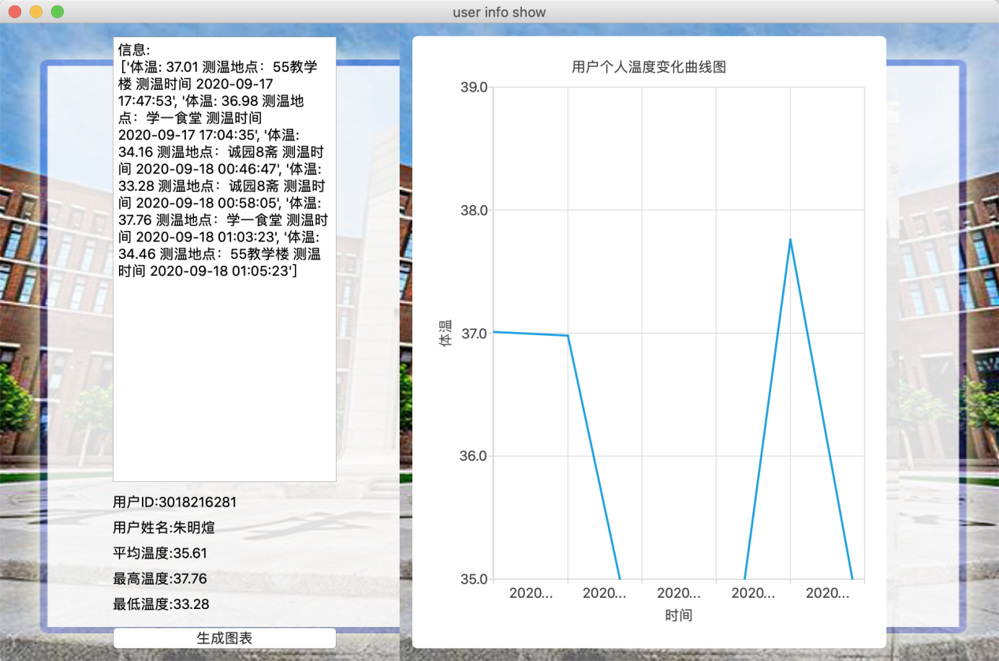 user info show
信息:
['体温: 37.01 测温地点：55教学
楼 测温时间 2020-09-17
17:47:53', '体温: 36.98 测温地
点：学一食堂 测温时间
2020-09-17 17:04:35', '体温:
34.16 测温地点：诚园8斋 测温时
间 2020-09-18 00:46:47', '体温:
33.28 测温地点：诚园8斋 测温时
间 2020-09-18 00:58:05', '体温:
37.76 测温地点：学一食堂 测温时
间 2020-09-18 01:03:23', '体温:
34.46 测温地点：55教学楼 测温
时间 2020-09-18 01:05:23']
用户ID:3018216281
用户姓名:朱明煊
平均温度:35.61
最高温度:37.76
最低温度:33.28
生成图表
用户个人温度变化曲线图
39.0
38.0
37.0
36.0
35.0
体温
2020... 2020... 2020... 2020... 2020...
时间